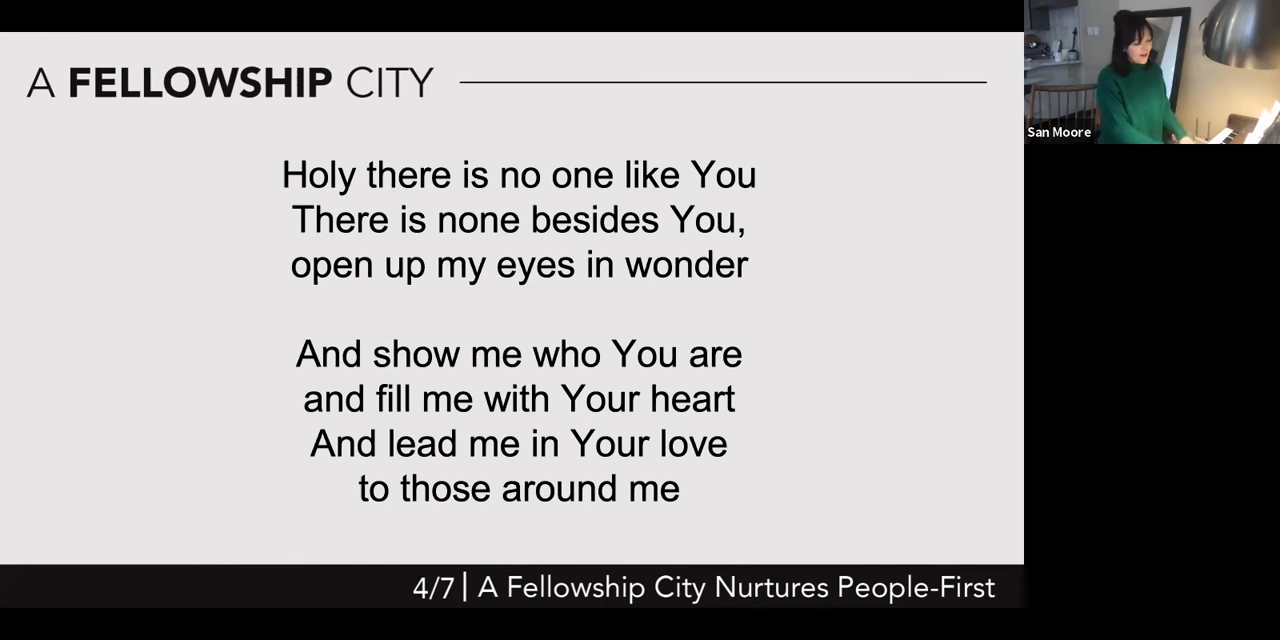 A FELLOWSHIP CITY
Holy there is no one like You
There is none besides You,
open up my eyes in wonder
And show me who You are
and fill me with Your heart
And lead me in Your love
to those around me
4/7 | A Fellowship City Nurtures People-First
San Moore